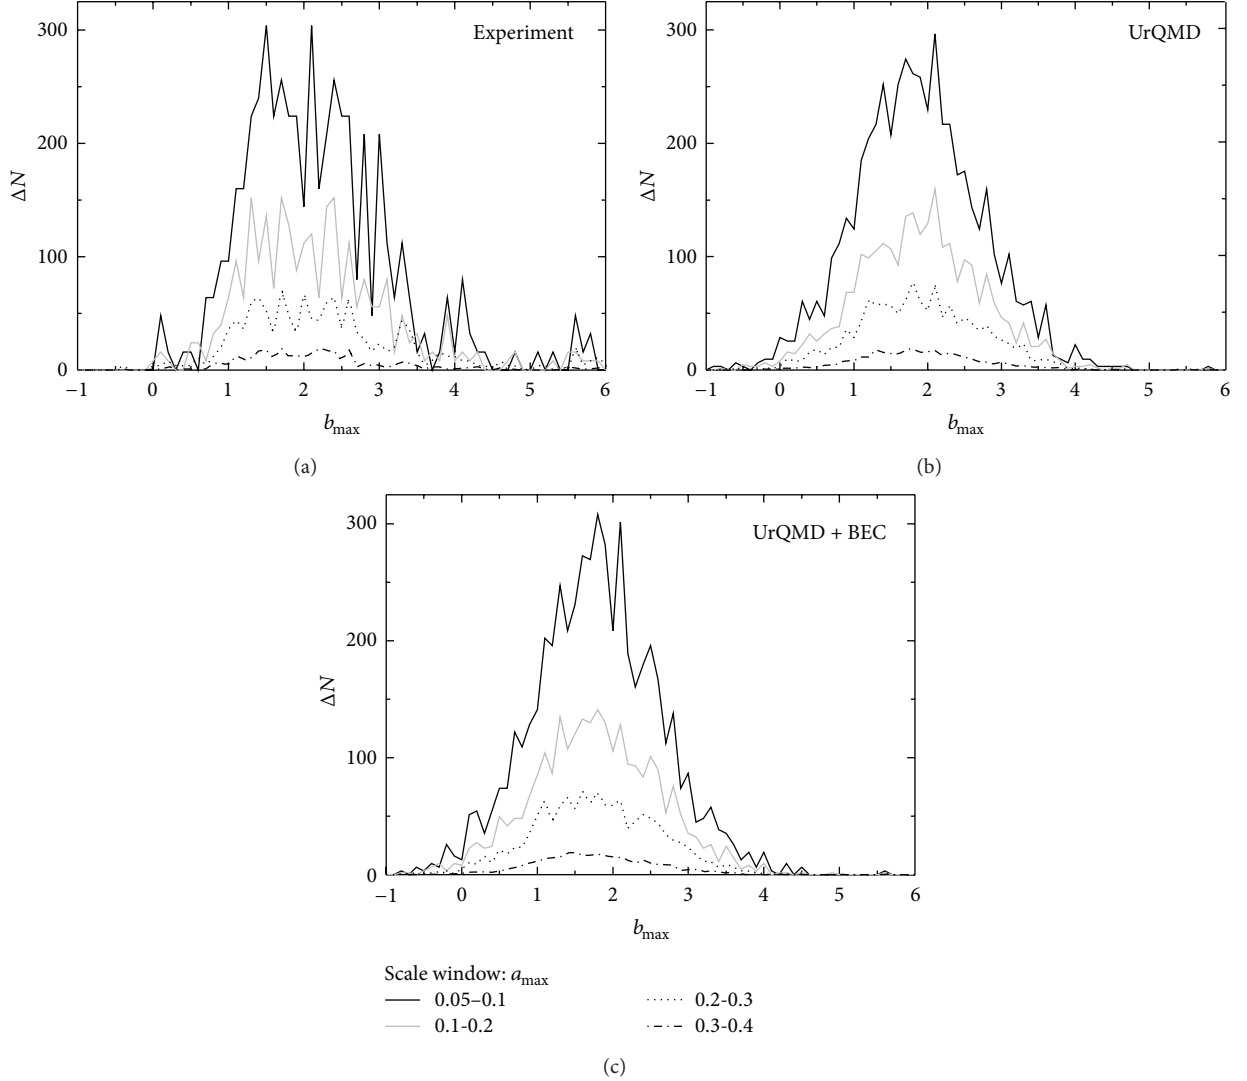 Experiment
300
200
100
0
ΔN
−1 0 1 2 3 4 5 6
b_max
(a)
UrQMD
300
200
100
0
ΔN
−1 0 1 2 3 4 5 6
b_max
(b)
UrQMD + BEC
300
200
100
0
ΔN
−1 0 1 2 3 4 5 6
b_max
Scale window: a_max
0.05–0.1
0.1-0.2
0.2-0.3
0.3-0.4
(c)